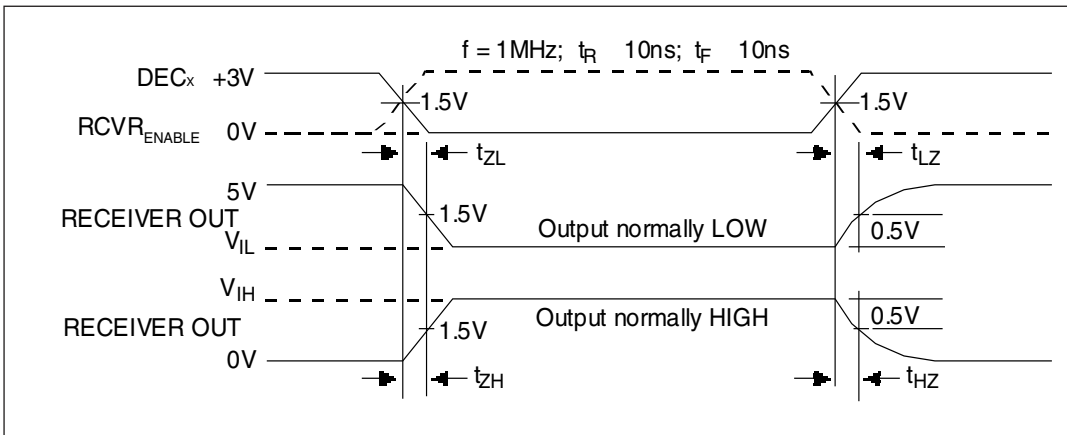 f = 1MHz; tR 10ns; tF 10ns
DECx +3V
1.5V
1.5V
RCVRENABLE 0V
tZL
tLZ
5V
RECEIVER OUT
1.5V
Output normally LOW
0.5V
VIL
VIH
RECEIVER OUT
1.5V
Output normally HIGH
0.5V
0V
tZH
tHZ